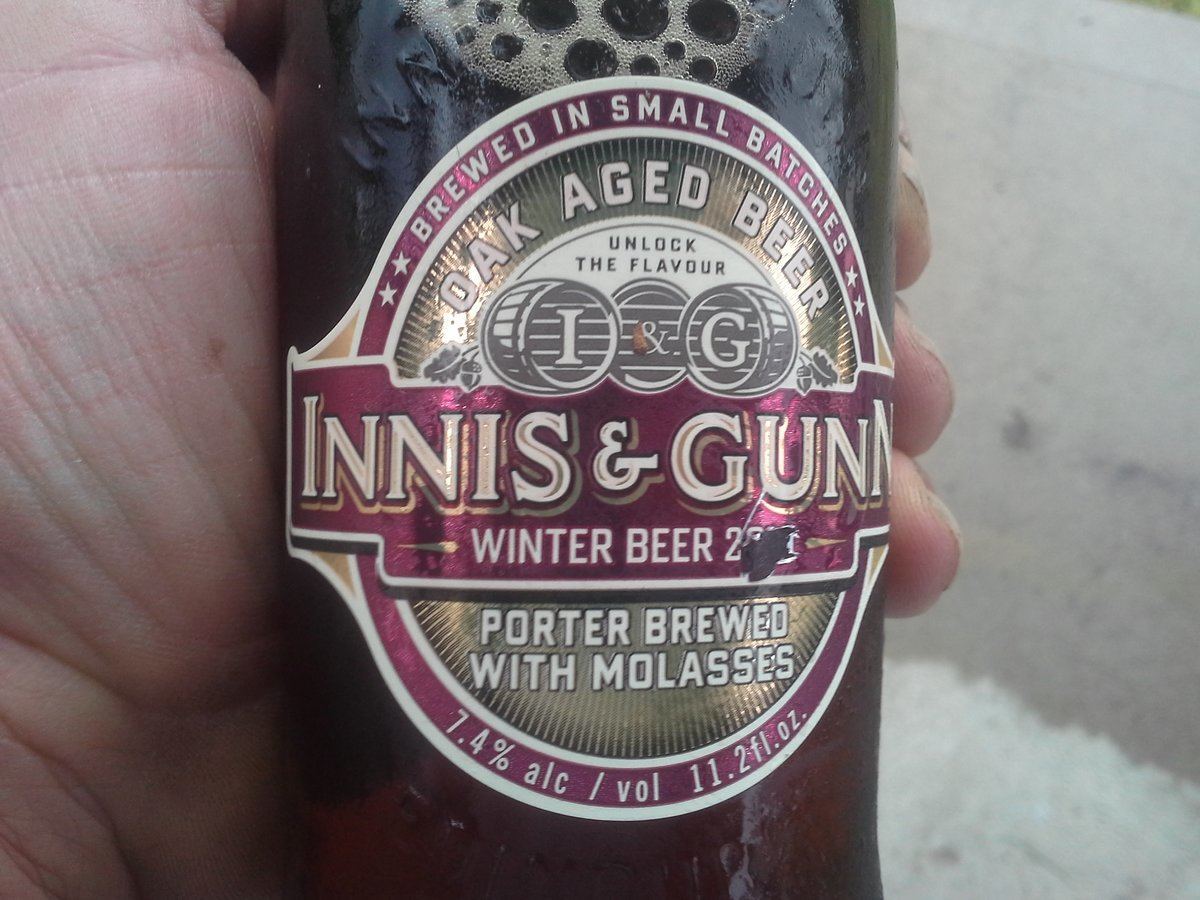 BREWED IN SMALL BATCHES
OAK AGED BEER
UNLOCK
THE FLAVOUR
I & G
INNIS & GUNN
WINTER BEER
PORTER BREWED
WITH MOLASSES
7.4% alc / vol 11.2fl.oz.